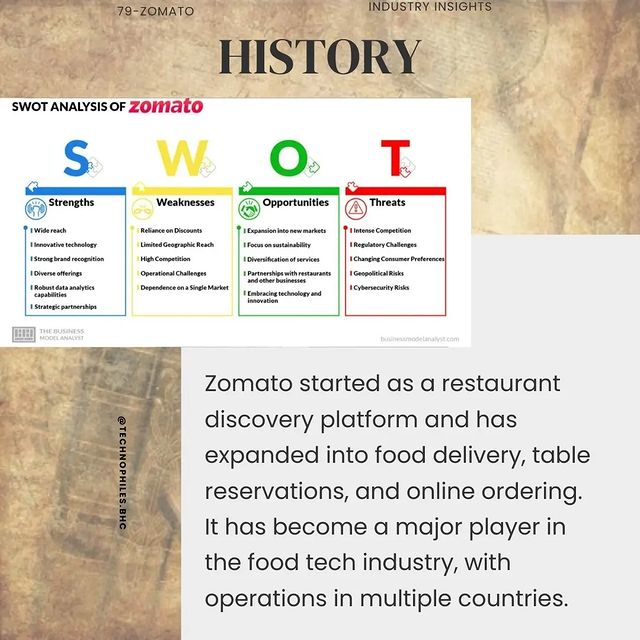 79-ZOMATO
INDUSTRY INSIGHTS
HISTORY
SWOT ANALYSIS OF zomato
S
W
O
T
Strengths
Wide reach
Innovative technology
Strong brand recognition
Diverse offerings
Robust data analytics
capabilities
Strategic partnerships
Weaknesses
Reliance on Discounts
Limited Geographic Reach
High Competition
Operational Challenges
Dependence on a Single Market
Opportunities
Expansion into new markets
Focus on sustainability
Diversification of services
Partnerships with restaurants
and other businesses
Embracing technology and
innovation
Threats
Intense Competition
Regulatory Challenges
Changing Consumer Preferences
Geopolitical Risks
Cybersecurity Risks
THE BUSINESS
MODEL ANALYST
businessmodelanalyst.com
@TECHNOPHILES.BHC
Zomato started as a restaurant
discovery platform and has
expanded into food delivery, table
reservations, and online ordering.
It has become a major player in
the food tech industry, with
operations in multiple countries.